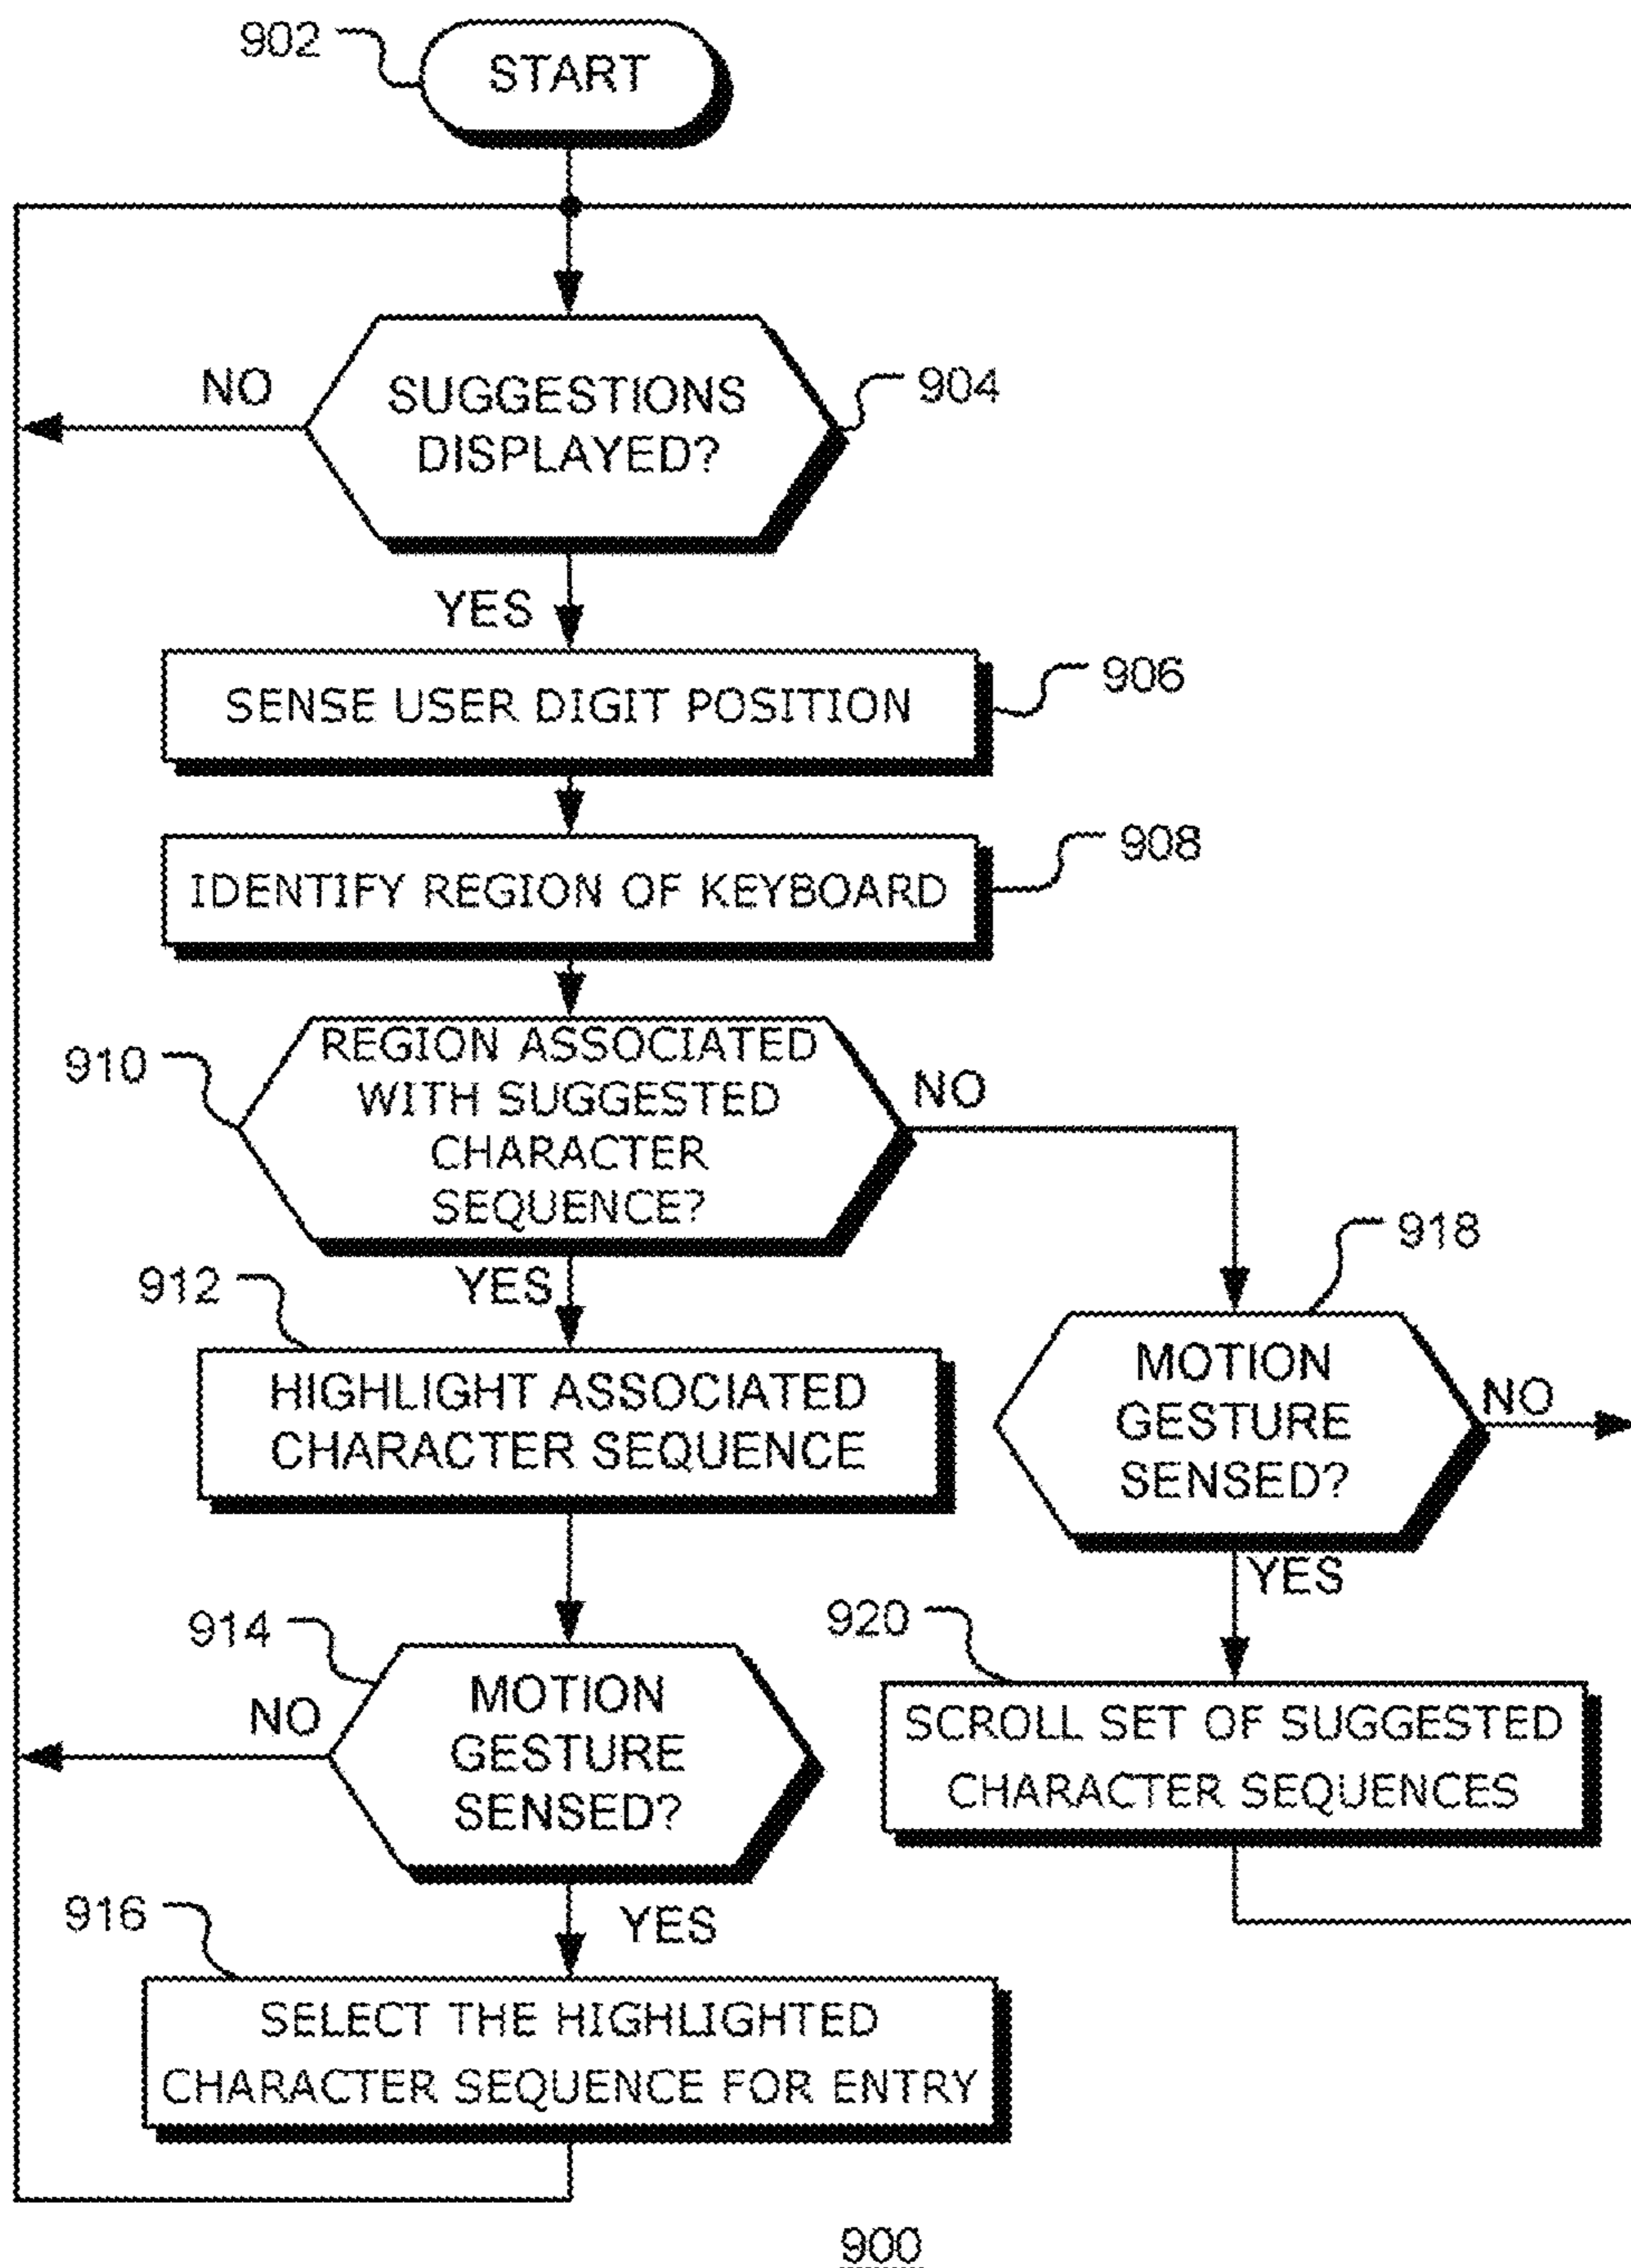 902
START
NO
SUGGESTIONS
DISPLAYED?
904
YES
SENSE USER DIGIT POSITION
906
IDENTIFY REGION OF KEYBOARD
908
910
REGION ASSOCIATED
WITH SUGGESTED
CHARACTER
SEQUENCE?
NO
YES
912
HIGHLIGHT ASSOCIATED
CHARACTER SEQUENCE
918
MOTION
GESTURE
SENSED?
NO
YES
914
NO
MOTION
GESTURE
SENSED?
920
SCROLL SET OF SUGGESTED
CHARACTER SEQUENCES
YES
916
SELECT THE HIGHLIGHTED
CHARACTER SEQUENCE FOR ENTRY
900